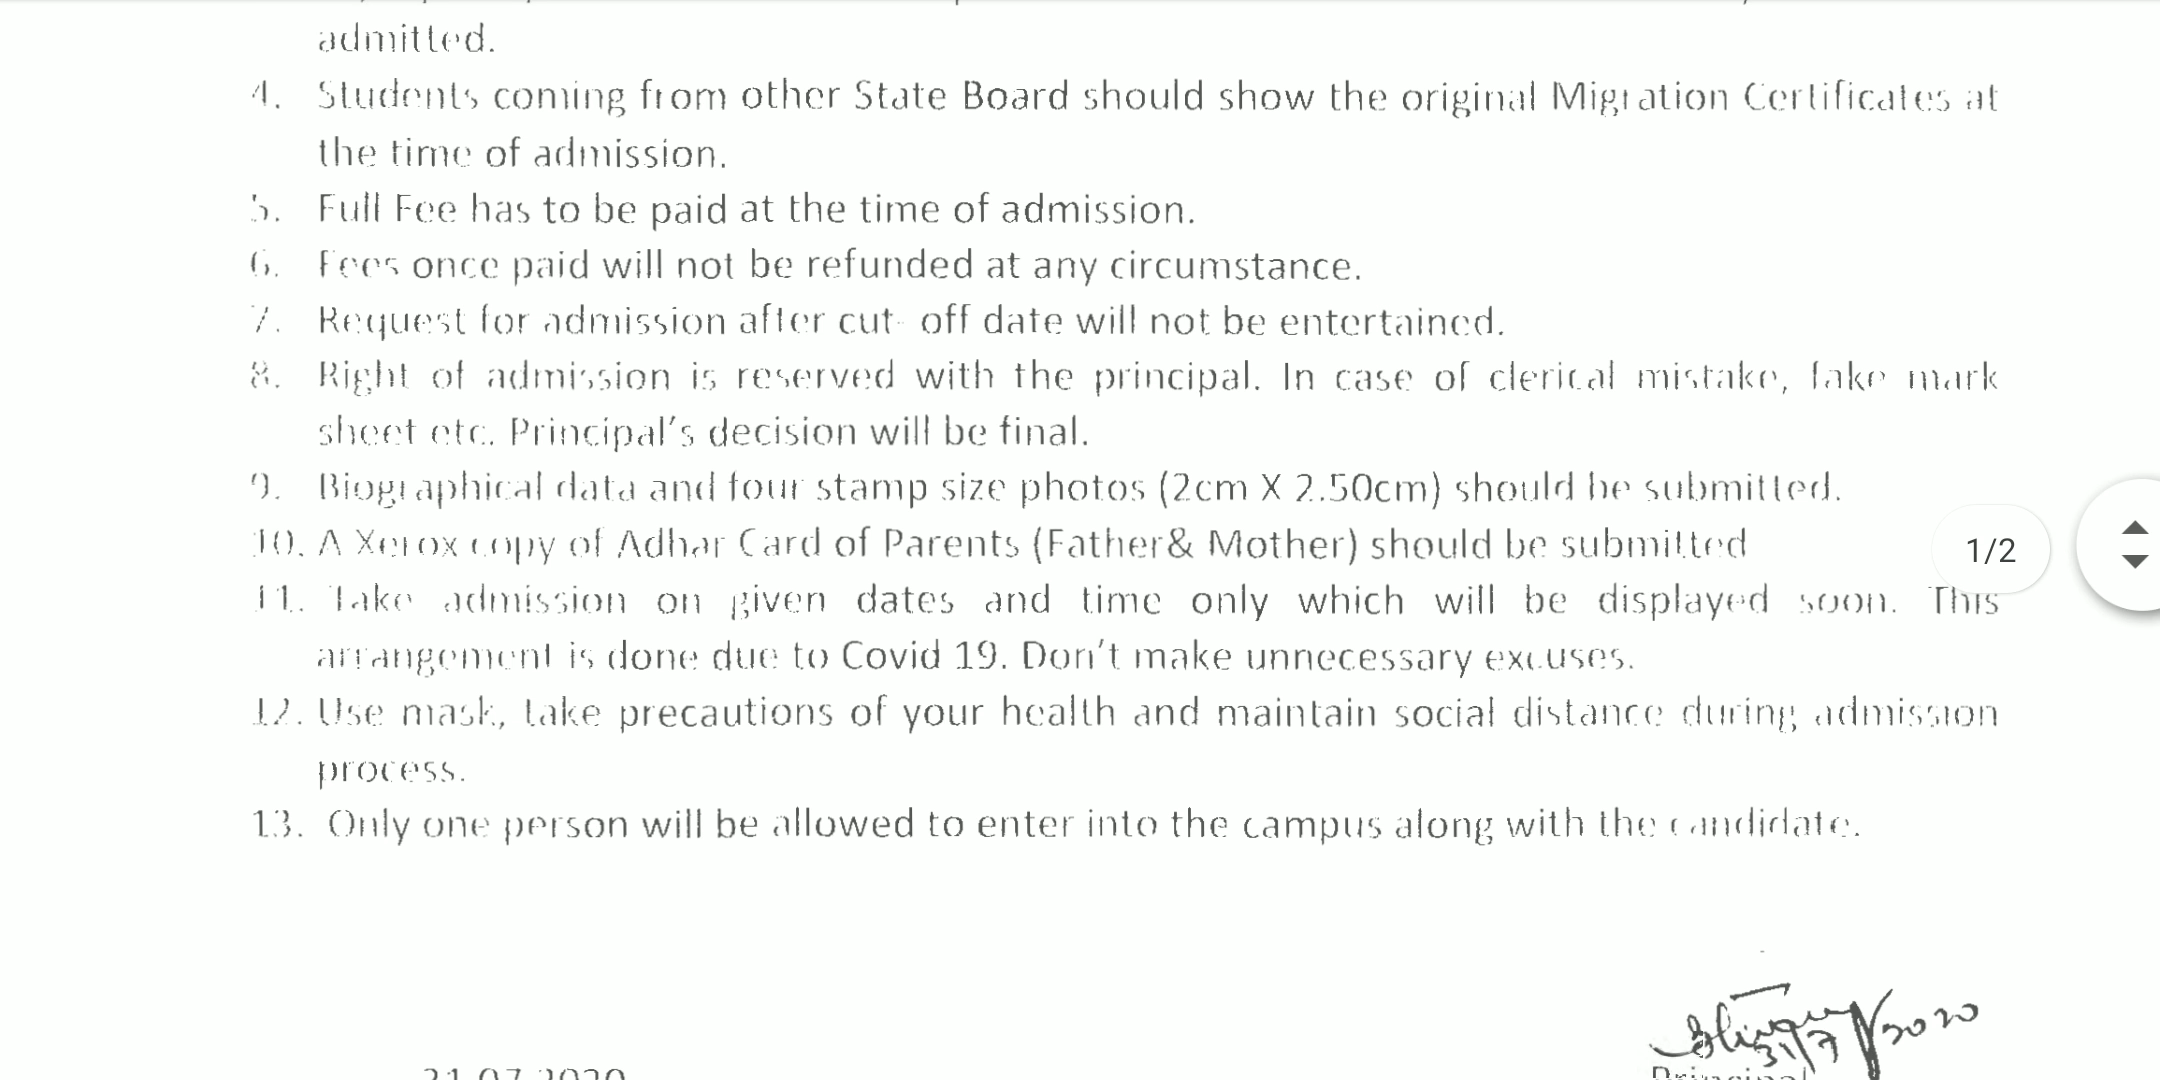 admitted.
4. Students coming from other State Board should show the original Migration Certificates at
the time of admission.
5. Full Fee has to be paid at the time of admission.
6. Fees once paid will not be refunded at any circumstance.
7. Request for admission after cut- off date will not be entertained.
8. Right of admission is reserved with the principal. In case of clerical mistake, fake mark
sheet etc. Principal's decision will be final.
9. Biographical data and four stamp size photos (2cm X 2.50cm) should be submitted.
10. A Xerox copy of Adhar Card of Parents (Father& Mother) should be submitted
1/2
11. Take admission on given dates and time only which will be displayed soon. This
arrangement is done due to Covid 19. Don't make unnecessary excuses.
12. Use mask, take precautions of your health and maintain social distance during admission
process.
13. Only one person will be allowed to enter into the campus along with the candidate.
31/7/2020
31.07.2020
Principal